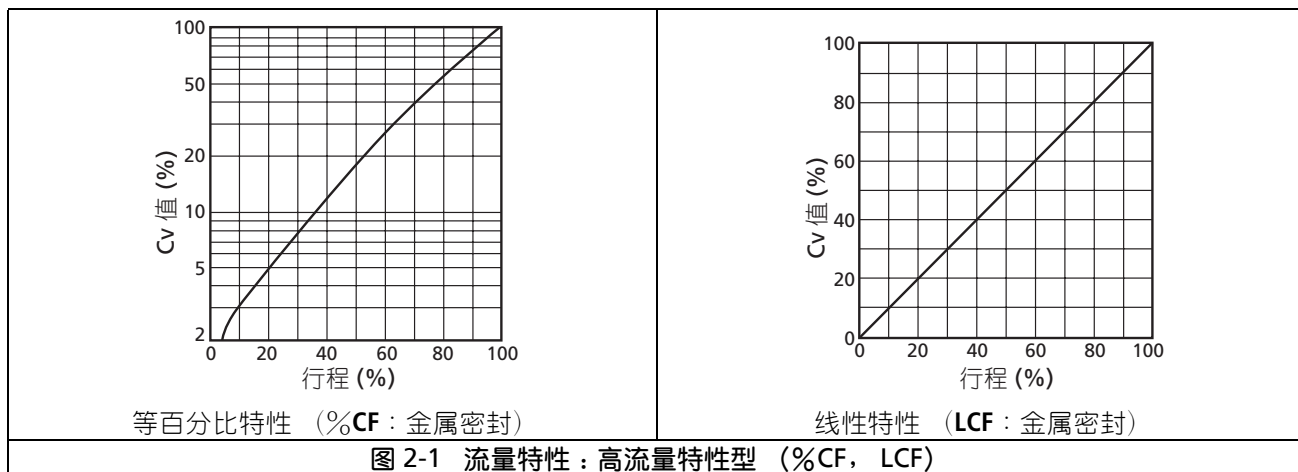 100
50
20
10
5
2
Cv 值 (%)
0 20 40 60 80 100
行程 (%)
等百分比特性 （%CF：金属密封）
100
80
60
40
20
0
Cv 值 (%)
0 20 40 60 80 100
行程 (%)
线性特性 （LCF：金属密封）
图 2-1 流量特性：高流量特性型 （%CF， LCF）